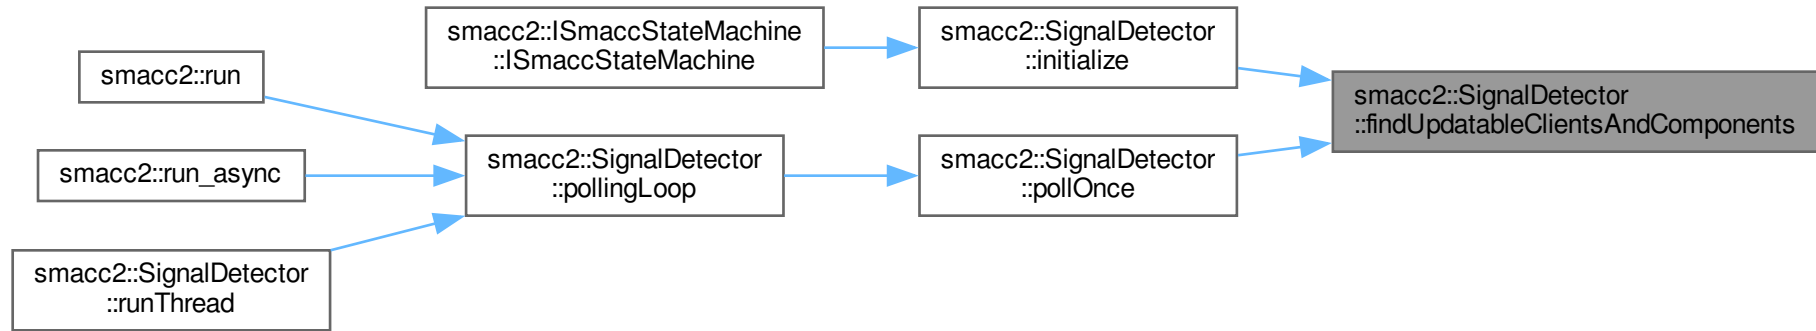 smacc2::ISmaccStateMachine
::ISmaccStateMachine
smacc2::SignalDetector
::initialize
smacc2::run
smacc2::SignalDetector
::findUpdatableClientsAndComponents
smacc2::run_async
smacc2::SignalDetector
::pollingLoop
smacc2::SignalDetector
::pollOnce
smacc2::SignalDetector
::runThread